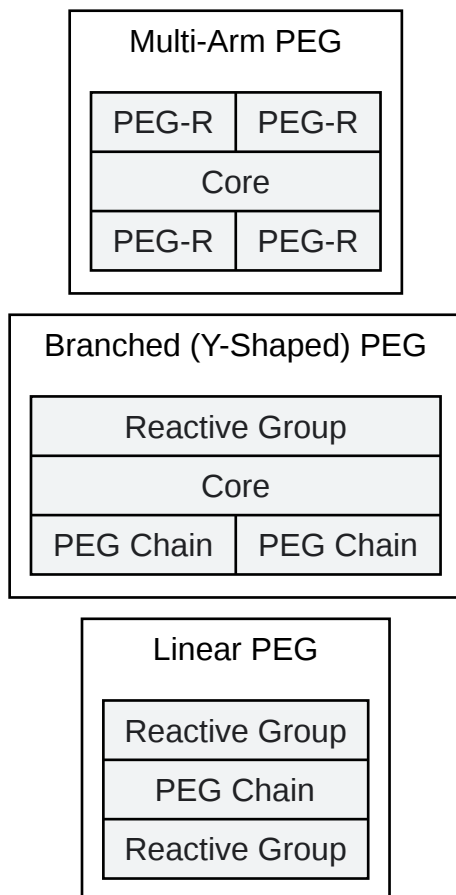 Multi-Arm PEG
PEG-R PEG-R
Core
PEG-R PEG-R
Branched (Y-Shaped) PEG
Reactive Group
Core
PEG Chain PEG Chain
Linear PEG
Reactive Group
PEG Chain
Reactive Group